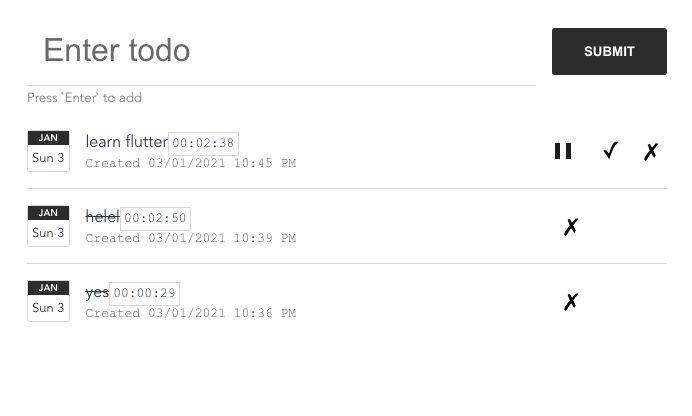 Enter todo
SUBMIT
Press `Enter` to add
JAN
Sun 3
learn flutter 00:02:38
Created 03/01/2021 10:45 PM
JAN
Sun 3
helel 00:02:50
Created 03/01/2021 10:39 PM
JAN
Sun 3
yes 00:00:29
Created 03/01/2021 10:36 PM